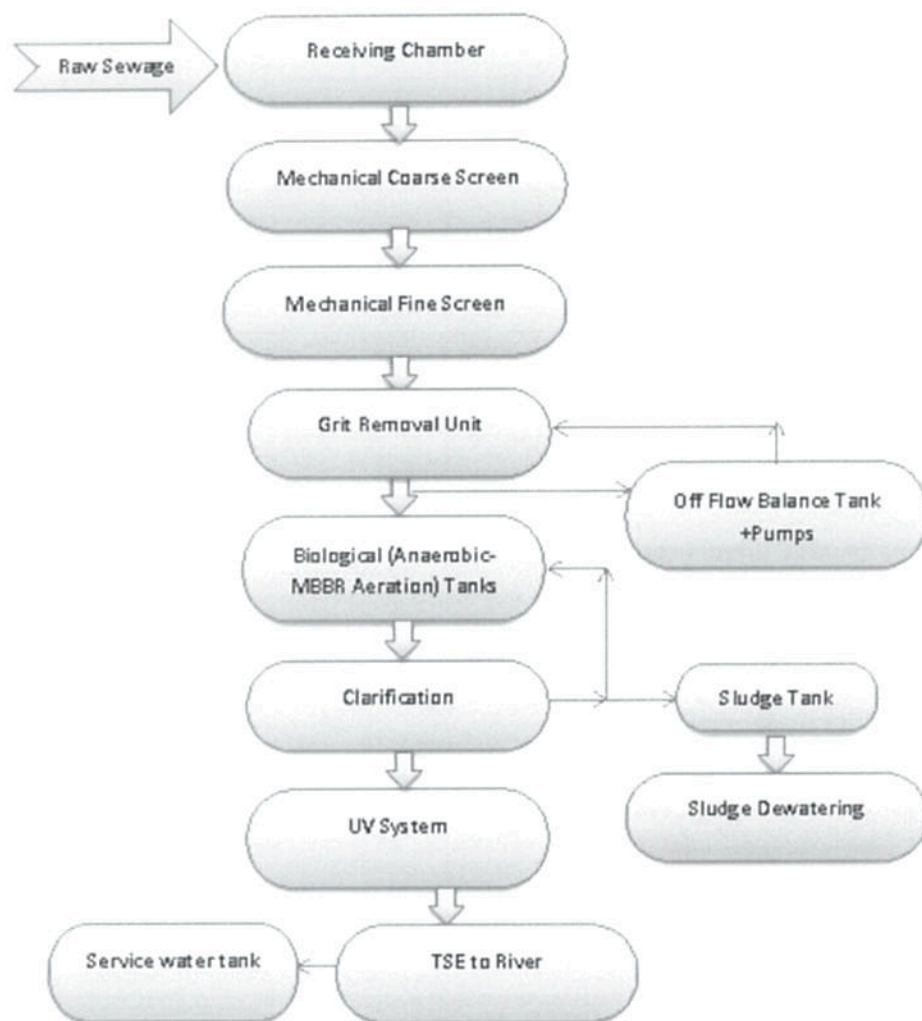 Raw Sewage
Receiving Chamber
Mechanical Coarse Screen
Mechanical Fine Screen
Grit Removal Unit
Off Flow Balance Tank
+Pumps
Biological (Anaerobic-
MBBR Aeration) Tanks
Clarification
Sludge Tank
Sludge Dewatering
UV System
Service water tank
TSE to River